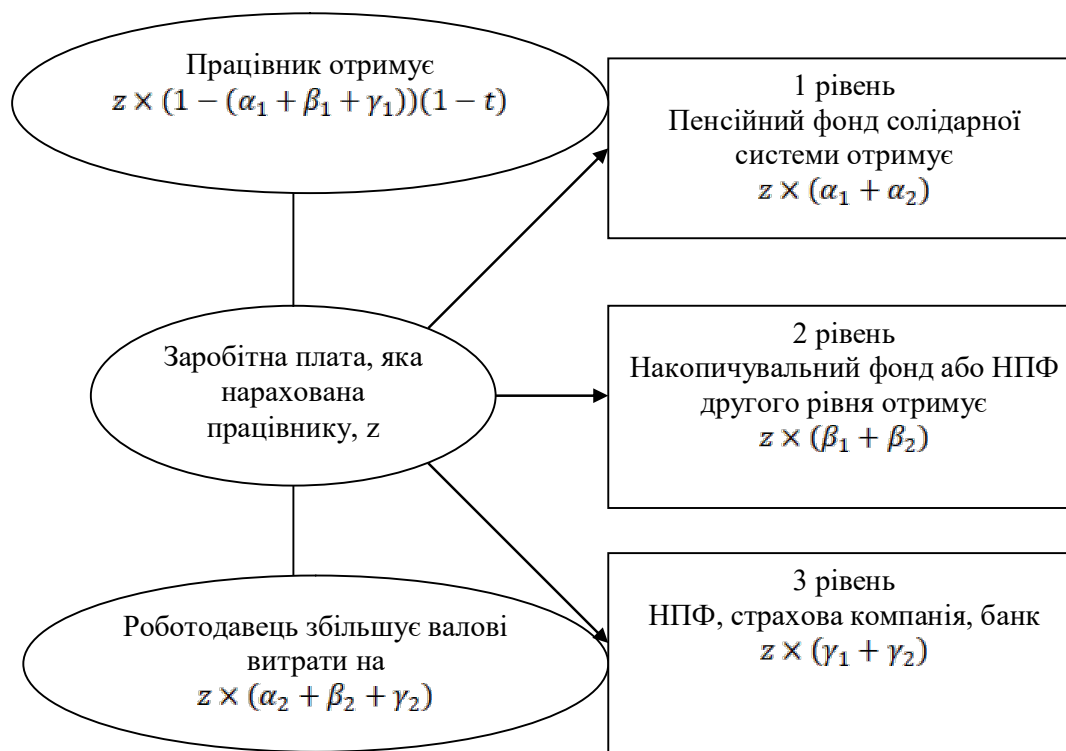 Працівник отримує
z × (1 − (α₁ + β₁ + γ₁))(1 − t)
1 рівень
Пенсійний фонд солідарної
системи отримує
z × (α₁ + α₂)
Заробітна плата, яка
нарахована
працівнику, z
2 рівень
Накопичувальний фонд або НПФ
другого рівня отримує
z × (β₁ + β₂)
Роботодавець збільшує валові
витрати на
z × (α₂ + β₂ + γ₂)
3 рівень
НПФ, страхова компанія, банк
z × (γ₁ + γ₂)